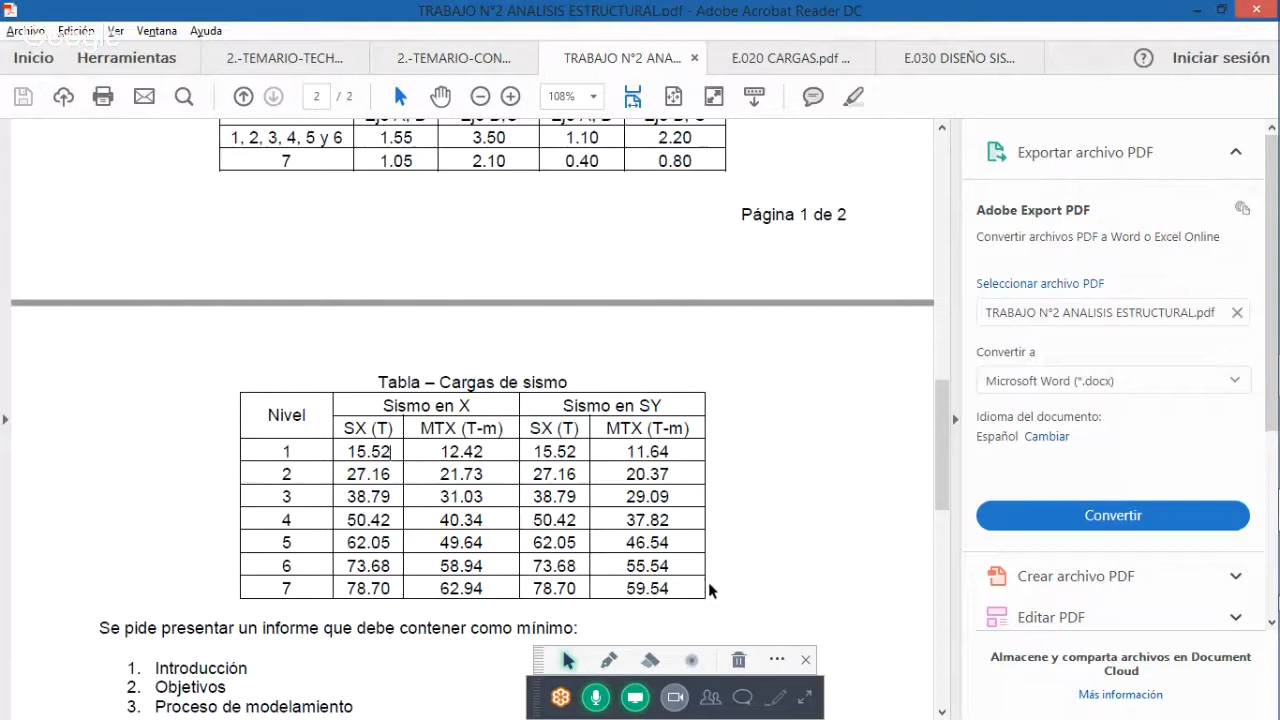 TRABAJO N°2 ANALISIS ESTRUCTURAL.pdf - Adobe Acrobat Reader DC
Archivo Edición Ver Ventana Ayuda
Google
Inicio Herramientas 2.-TEMARIO-TECH... 2.-TEMARIO-CON... TRABAJO N°2 ANA... × E.020 CARGAS.pdf ... E.030 DISEÑO SIS... Iniciar sesión
2 / 2 108%
1, 2, 3, 4, 5 y 6 1.55 3.50 1.10 2.20
7 1.05 2.10 0.40 0.80
Página 1 de 2
Tabla – Cargas de sismo
Nivel Sismo en X Sismo en SY
SX (T) MTX (T-m) SX (T) MTX (T-m)
1 15.52 12.42 15.52 11.64
2 27.16 21.73 27.16 20.37
3 38.79 31.03 38.79 29.09
4 50.42 40.34 50.42 37.82
5 62.05 49.64 62.05 46.54
6 73.68 58.94 73.68 55.54
7 78.70 62.94 78.70 59.54
Se pide presentar un informe que debe contener como mínimo:
1. Introducción
2. Objetivos
3. Proceso de modelamiento
Exportar archivo PDF
Adobe Export PDF
Convertir archivos PDF a Word o Excel Online
Seleccionar archivo PDF
TRABAJO N°2 ANALISIS ESTRUCTURAL.pdf
Convertir a
Microsoft Word (*.docx)
Idioma del documento:
Español Cambiar
Convertir
Crear archivo PDF
Editar PDF
Almacene y comparta archivos en Document
Cloud
Más información